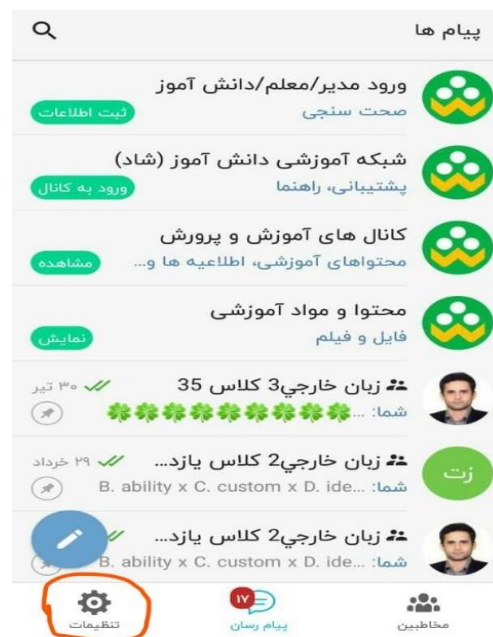 پیام ها
ورود مدیر/معلم/دانش آموز
صحت سنجی
ثبت اطلاعات
شبکه آموزشی دانش آموز (شاد)
پشتیبانی، راهنما
ورود به کانال
کانال های آموزش و پرورش
محتواهای آموزشی، اطلاعیه ها و...
مشاهده
محتوا و مواد آموزشی
فایل و فیلم
نمایش
زبان خارجي3 کلاس 35
۳۰ تیر
شما: ...🍀🍀🍀🍀🍀🍀🍀🍀🍀
زت
زبان خارجي2 کلاس یازد...
۲۹ خرداد
شما: B. ability x C. custom x D. ide...
زبان خارجي2 کلاس یازد...
شما: B. ability x C. custom x D. ide...
مخاطبین
۱۷
پیام رسان
تنظیمات